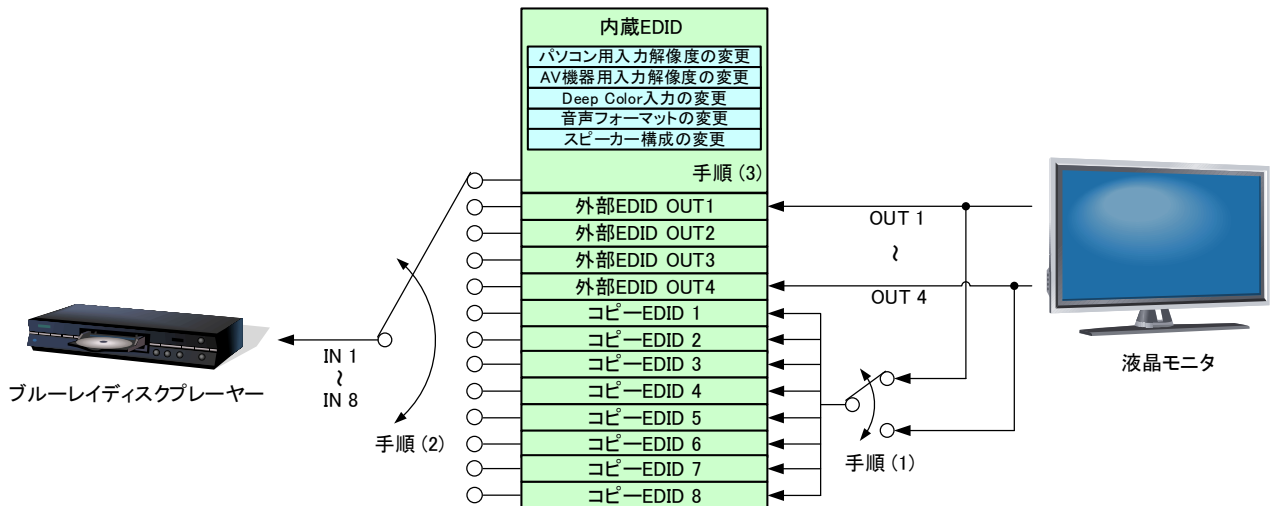 内蔵EDID
パソコン用入力解像度の変更
AV機器用入力解像度の変更
Deep Color入力の変更
音声フォーマットの変更
スピーカー構成の変更
手順 (3)
外部EDID OUT1
外部EDID OUT2
外部EDID OUT3
外部EDID OUT4
コピーEDID 1
コピーEDID 2
コピーEDID 3
コピーEDID 4
コピーEDID 5
コピーEDID 6
コピーEDID 7
コピーEDID 8
ブルーレイディスクプレーヤー
IN 1
~
IN 8
手順 (2)
OUT 1
~
OUT 4
手順 (1)
液晶モニタ